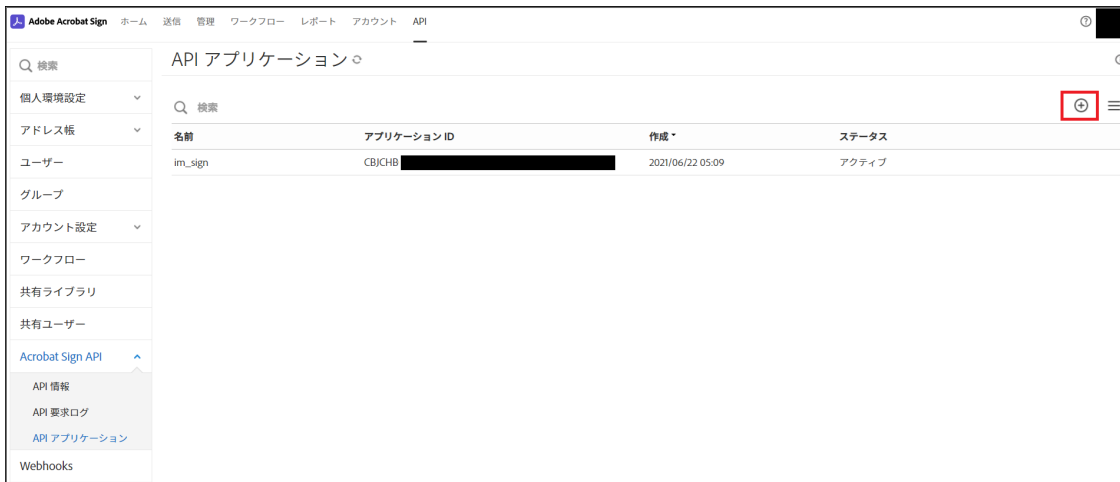 Adobe Acrobat Sign ホーム 送信 管理 ワークフロー レポート アカウント API
検索
個人環境設定
アドレス帳
ユーザー
グループ
アカウント設定
ワークフロー
共有ライブラリ
共有ユーザー
Acrobat Sign API
API 情報
API 要求ログ
API アプリケーション
Webhooks
API アプリケーション
検索
名前 アプリケーション ID 作成 ステータス
im_sign CBJCHB 2021/06/22 05:09 アクティブ